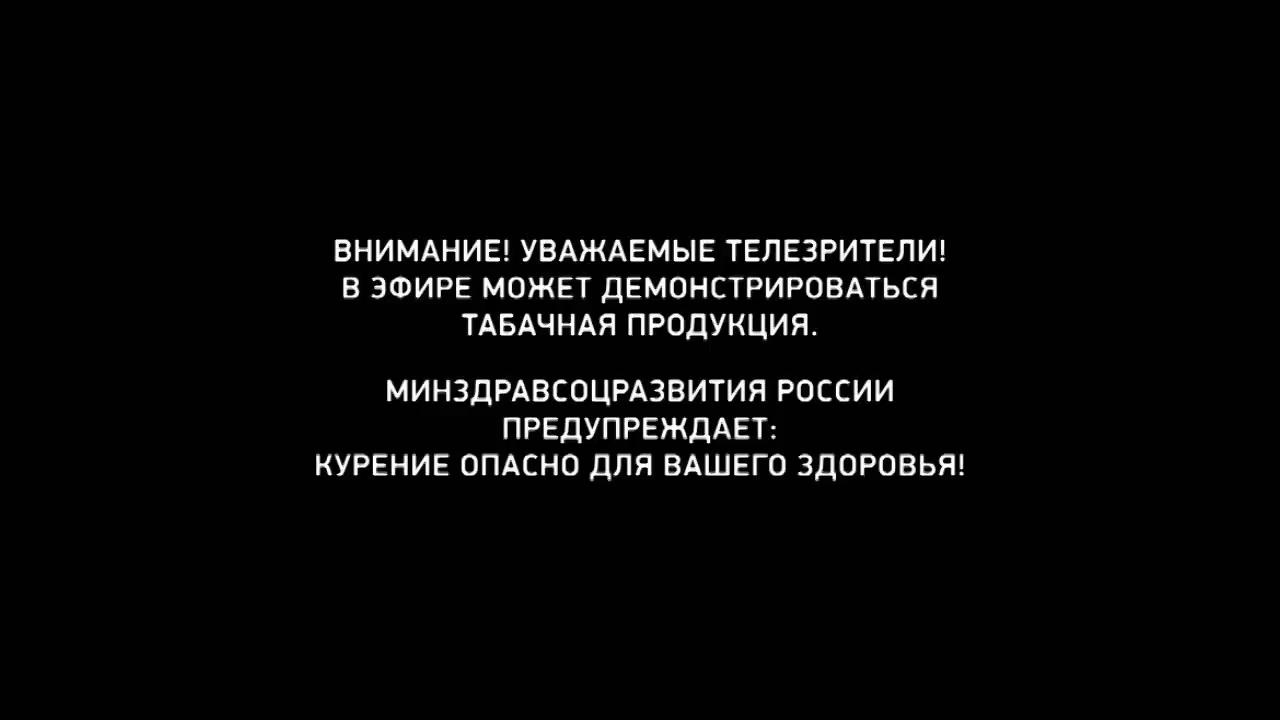 ВНИМАНИЕ! УВАЖАЕМЫЕ ТЕЛЕЗРИТЕЛИ!
В ЭФИРЕ МОЖЕТ ДЕМОНСТРИРОВАТЬСЯ
ТАБАЧНАЯ ПРОДУКЦИЯ.
МИНЗДРАВСОЦРАЗВИТИЯ РОССИИ
ПРЕДУПРЕЖДАЕТ:
КУРЕНИЕ ОПАСНО ДЛЯ ВАШЕГО ЗДОРОВЬЯ!